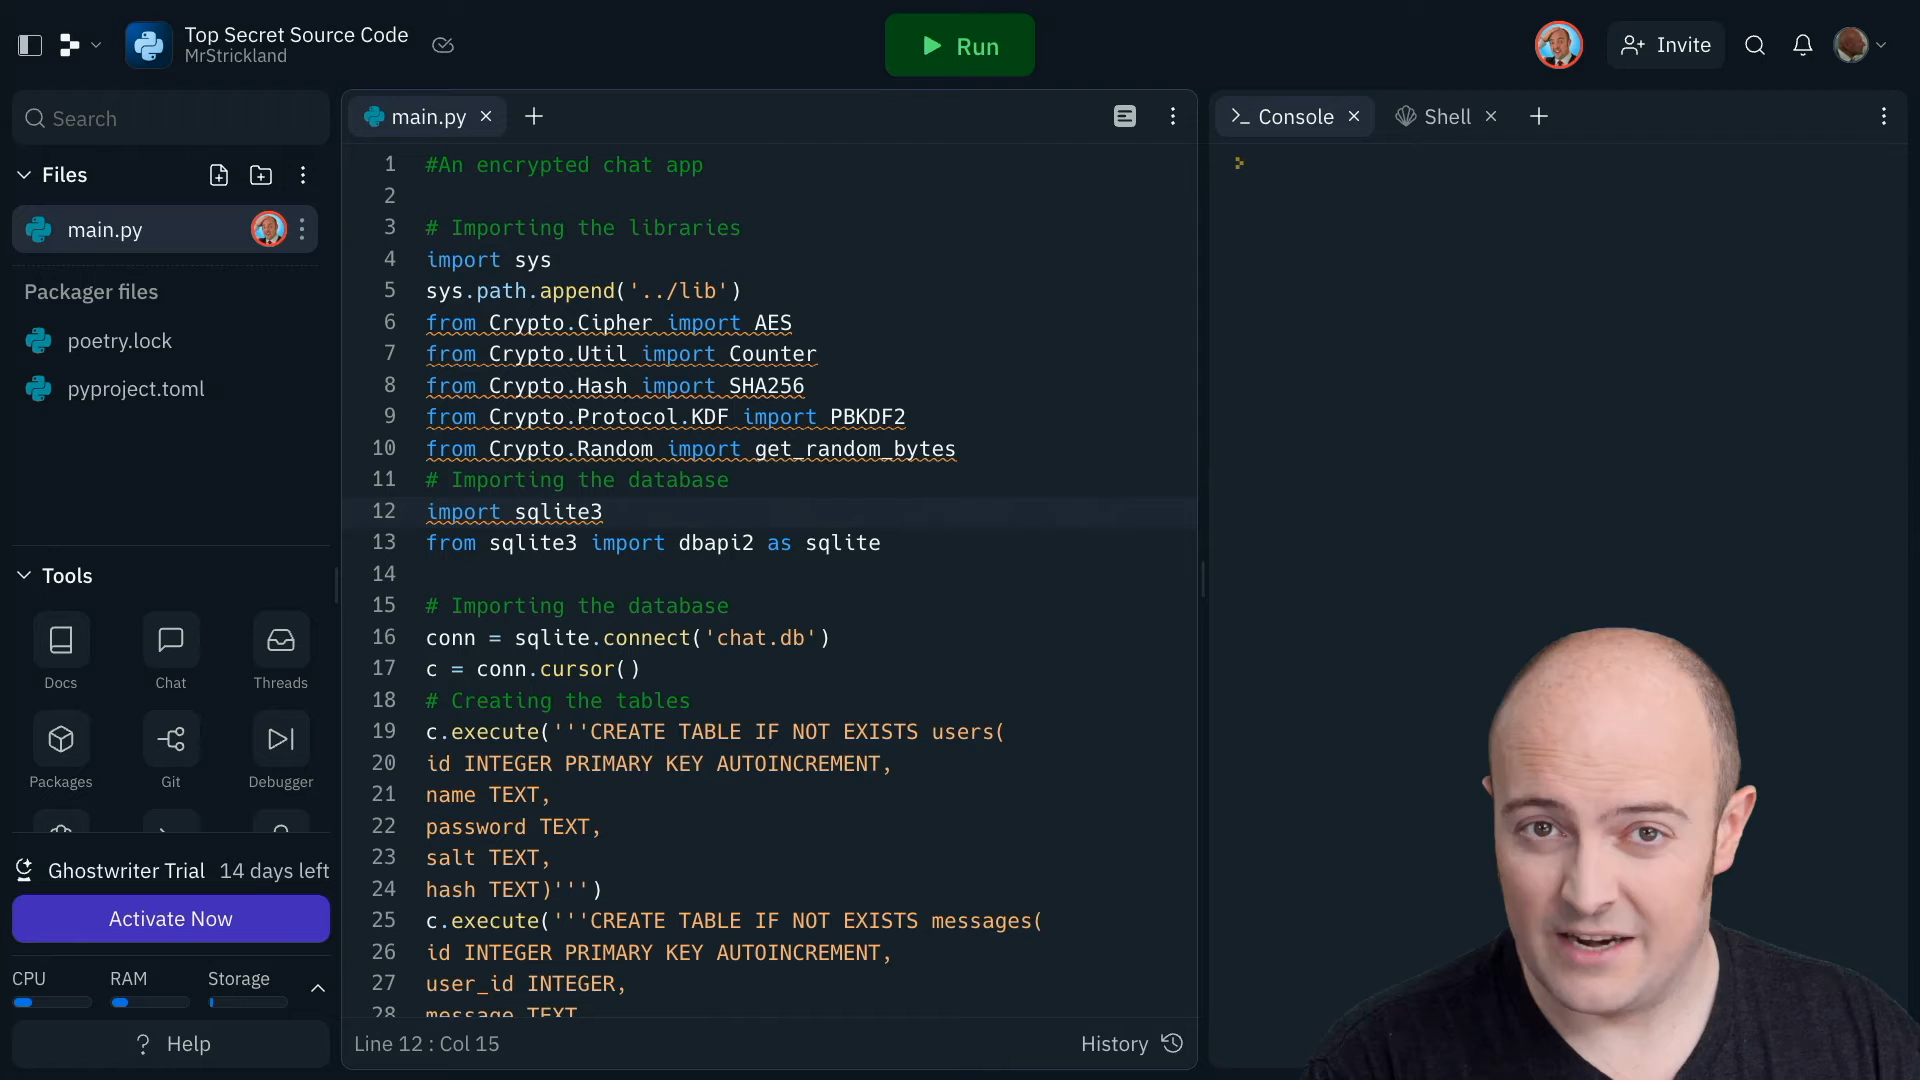 Top Secret Source Code
MrStrickland
Run
Invite
Search
Files
main.py
Packager files
poetry.lock
pyproject.toml
Tools
Docs
Chat
Threads
Packages
Git
Debugger
Ghostwriter Trial 14 days left
Activate Now
CPU RAM Storage
? Help
main.py
1 #An encrypted chat app
2
3 # Importing the libraries
4 import sys
5 sys.path.append('../lib')
6 from Crypto.Cipher import AES
7 from Crypto.Util import Counter
8 from Crypto.Hash import SHA256
9 from Crypto.Protocol.KDF import PBKDF2
10 from Crypto.Random import get_random_bytes
11 # Importing the database
12 import sqlite3
13 from sqlite3 import dbapi2 as sqlite
14
15 # Importing the database
16 conn = sqlite.connect('chat.db')
17 c = conn.cursor()
18 # Creating the tables
19 c.execute('''CREATE TABLE IF NOT EXISTS users(
20 id INTEGER PRIMARY KEY AUTOINCREMENT,
21 name TEXT,
22 password TEXT,
23 salt TEXT,
24 hash TEXT)''')
25 c.execute('''CREATE TABLE IF NOT EXISTS messages(
26 id INTEGER PRIMARY KEY AUTOINCREMENT,
27 user_id INTEGER,
28 message TEXT
Line 12 : Col 15
History
Console
Shell